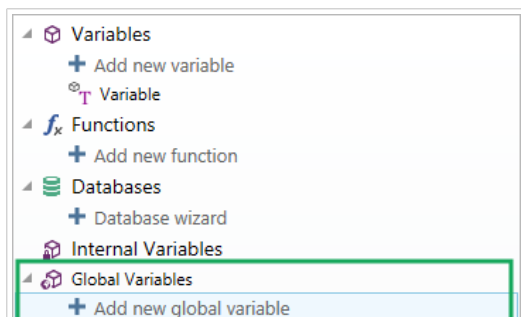 Variables
Add new variable
T Variable
fx Functions
Add new function
Databases
Database wizard
Internal Variables
Global Variables
Add new global variable